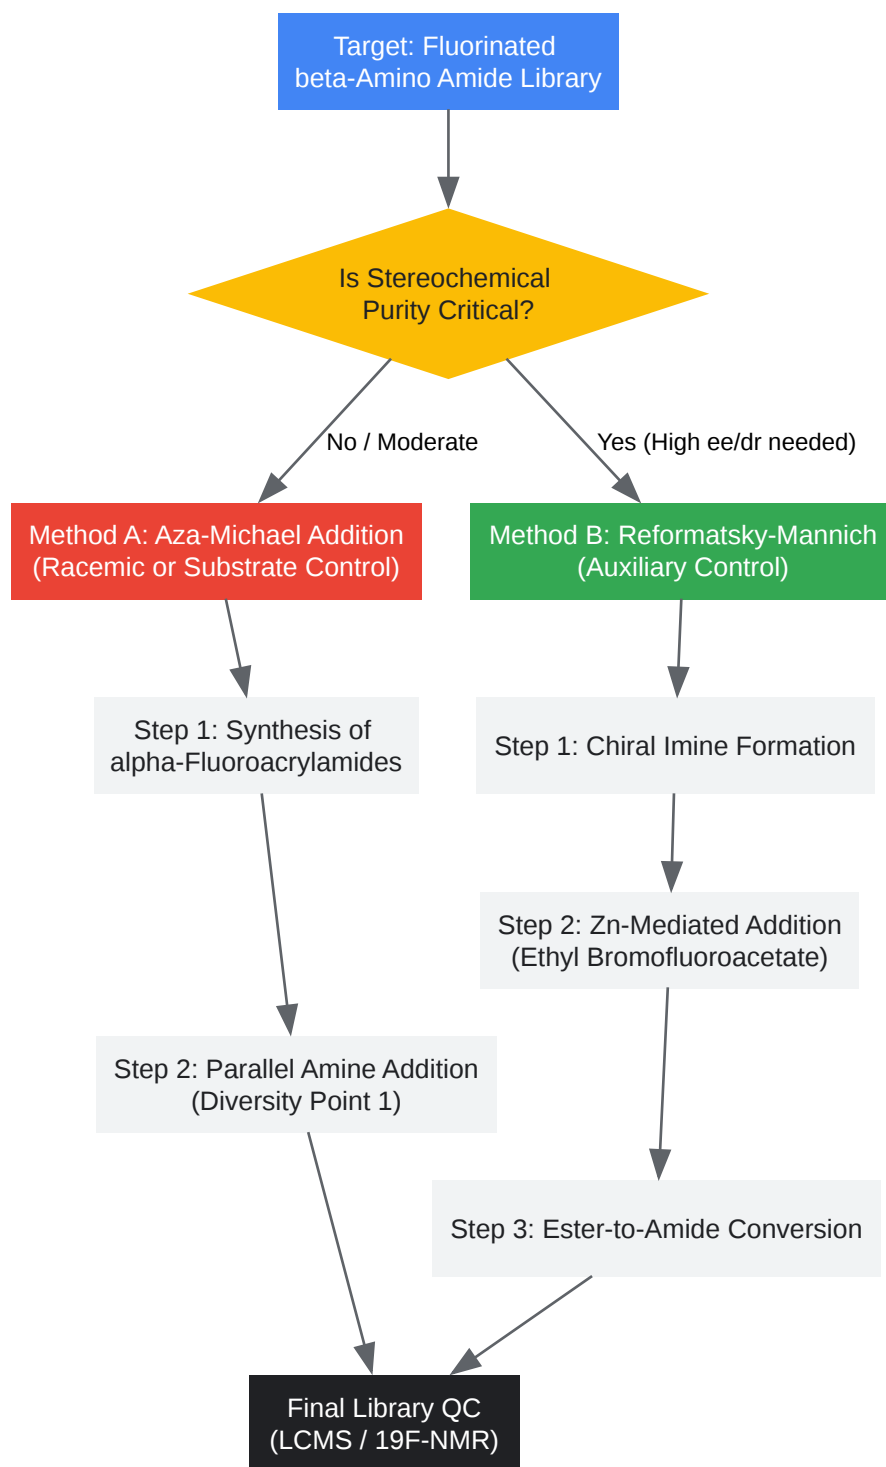 Target: Fluorinated
beta-Amino Amide Library
Is Stereochemical
Purity Critical?
No / Moderate
Yes (High ee/dr needed)
Method A: Aza-Michael Addition
(Racemic or Substrate Control)
Method B: Reformatsky-Mannich
(Auxiliary Control)
Step 1: Synthesis of
alpha-Fluoroacrylamides
Step 1: Chiral Imine Formation
Step 2: Zn-Mediated Addition
(Ethyl Bromofluoroacetate)
Step 2: Parallel Amine Addition
(Diversity Point 1)
Step 3: Ester-to-Amide Conversion
Final Library QC
(LCMS / 19F-NMR)